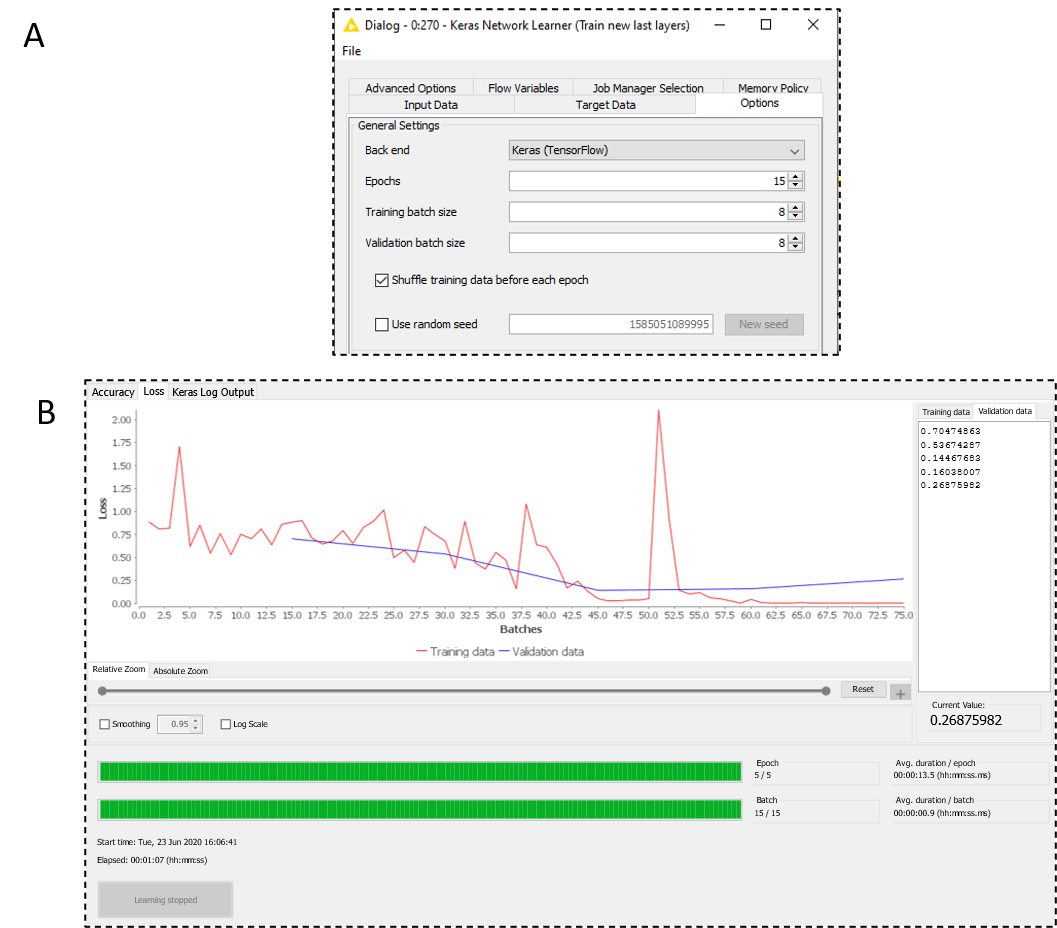 A
Dialog - 0:270 - Keras Network Learner (Train new last layers)
File
Advanced Options Flow Variables Job Manager Selection Memory Policy
Input Data Target Data Options
General Settings
Back end Keras (TensorFlow)
Epochs 15
Training batch size 8
Validation batch size 8
Shuffle training data before each epoch
Use random seed 1585051089995 New seed
B
Accuracy Loss Keras Log Output
Training data Validation data
0.70474863
0.53674287
0.14467683
0.16038007
0.26875982
2.00
1.75
1.50
1.25
1.00
0.75
0.50
0.25
0.00
Loss
0.0 2.5 5.0 7.5 10.0 12.5 15.0 17.5 20.0 22.5 25.0 27.5 30.0 32.5 35.0 37.5 40.0 42.5 45.0 47.5 50.0 52.5 55.0 57.5 60.0 62.5 65.0 67.5 70.0 72.5 75.0
Batches
Training data Validation data
Relative Zoom Absolute Zoom
Reset +
Smoothing 0.95 Log Scale
Current Value:
0.26875982
Epoch
5 / 5
Avg. duration / epoch
00:00:13.5 (hh:mm:ss.ms)
Batch
15 / 15
Avg. duration / batch
00:00:00.9 (hh:mm:ss.ms)
Start time: Tue, 23 Jun 2020 16:06:41
Elapsed: 00:01:07 (hh:mm:ss)
Learning stopped